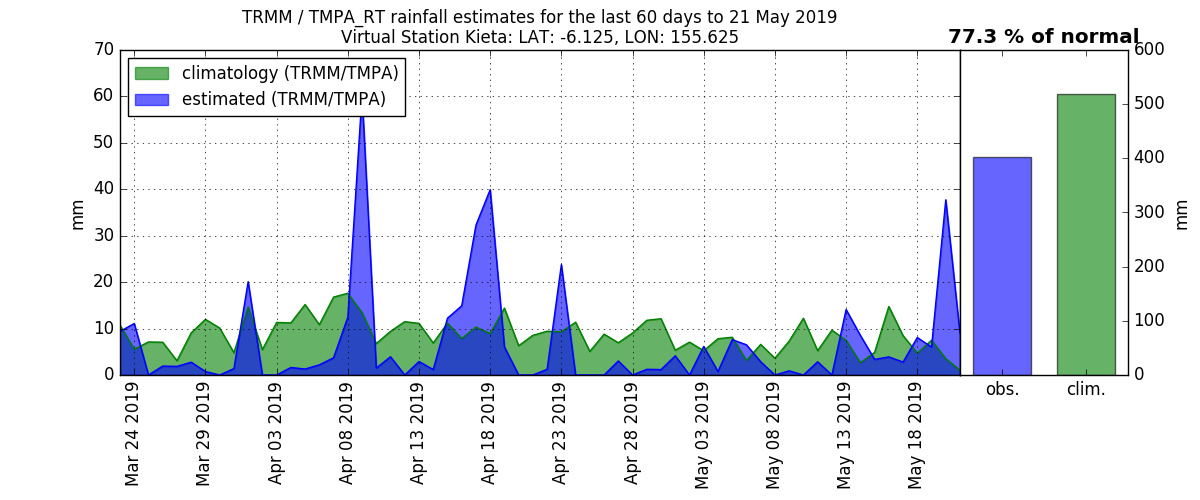 TRMM / TMPA_RT rainfall estimates for the last 60 days to 21 May 2019
Virtual Station Kieta: LAT: -6.125, LON: 155.625
77.3 % of normal
climatology (TRMM/TMPA)
estimated (TRMM/TMPA)
mm
70
60
50
40
30
20
10
0
Mar 24 2019
Mar 29 2019
Apr 03 2019
Apr 08 2019
Apr 13 2019
Apr 18 2019
Apr 23 2019
Apr 28 2019
May 03 2019
May 08 2019
May 13 2019
May 18 2019
600
500
400
300
200
100
0
mm
obs.
clim.